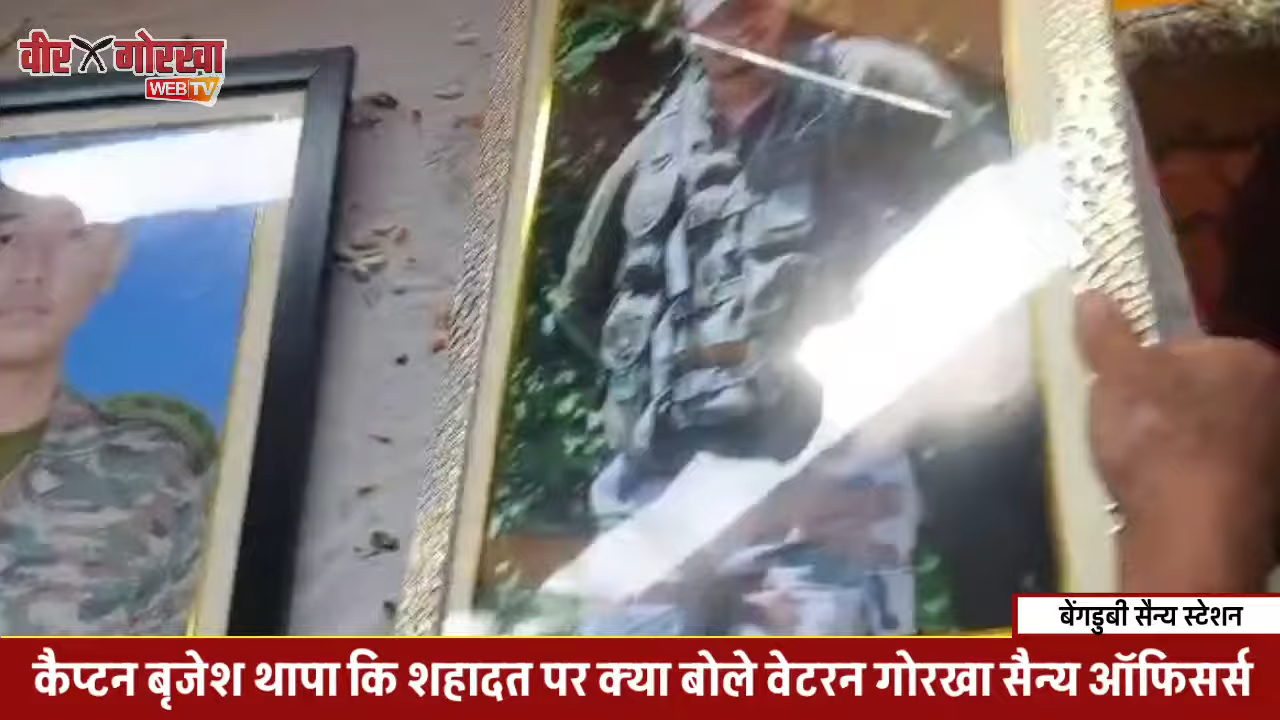 वीर गोरखा
WEB TV
बेंगडुबी सैन्य स्टेशन
कैप्टन बृजेश थापा कि शहादत पर क्या बोले वेटरन गोरखा सैन्य ऑफिसर्स